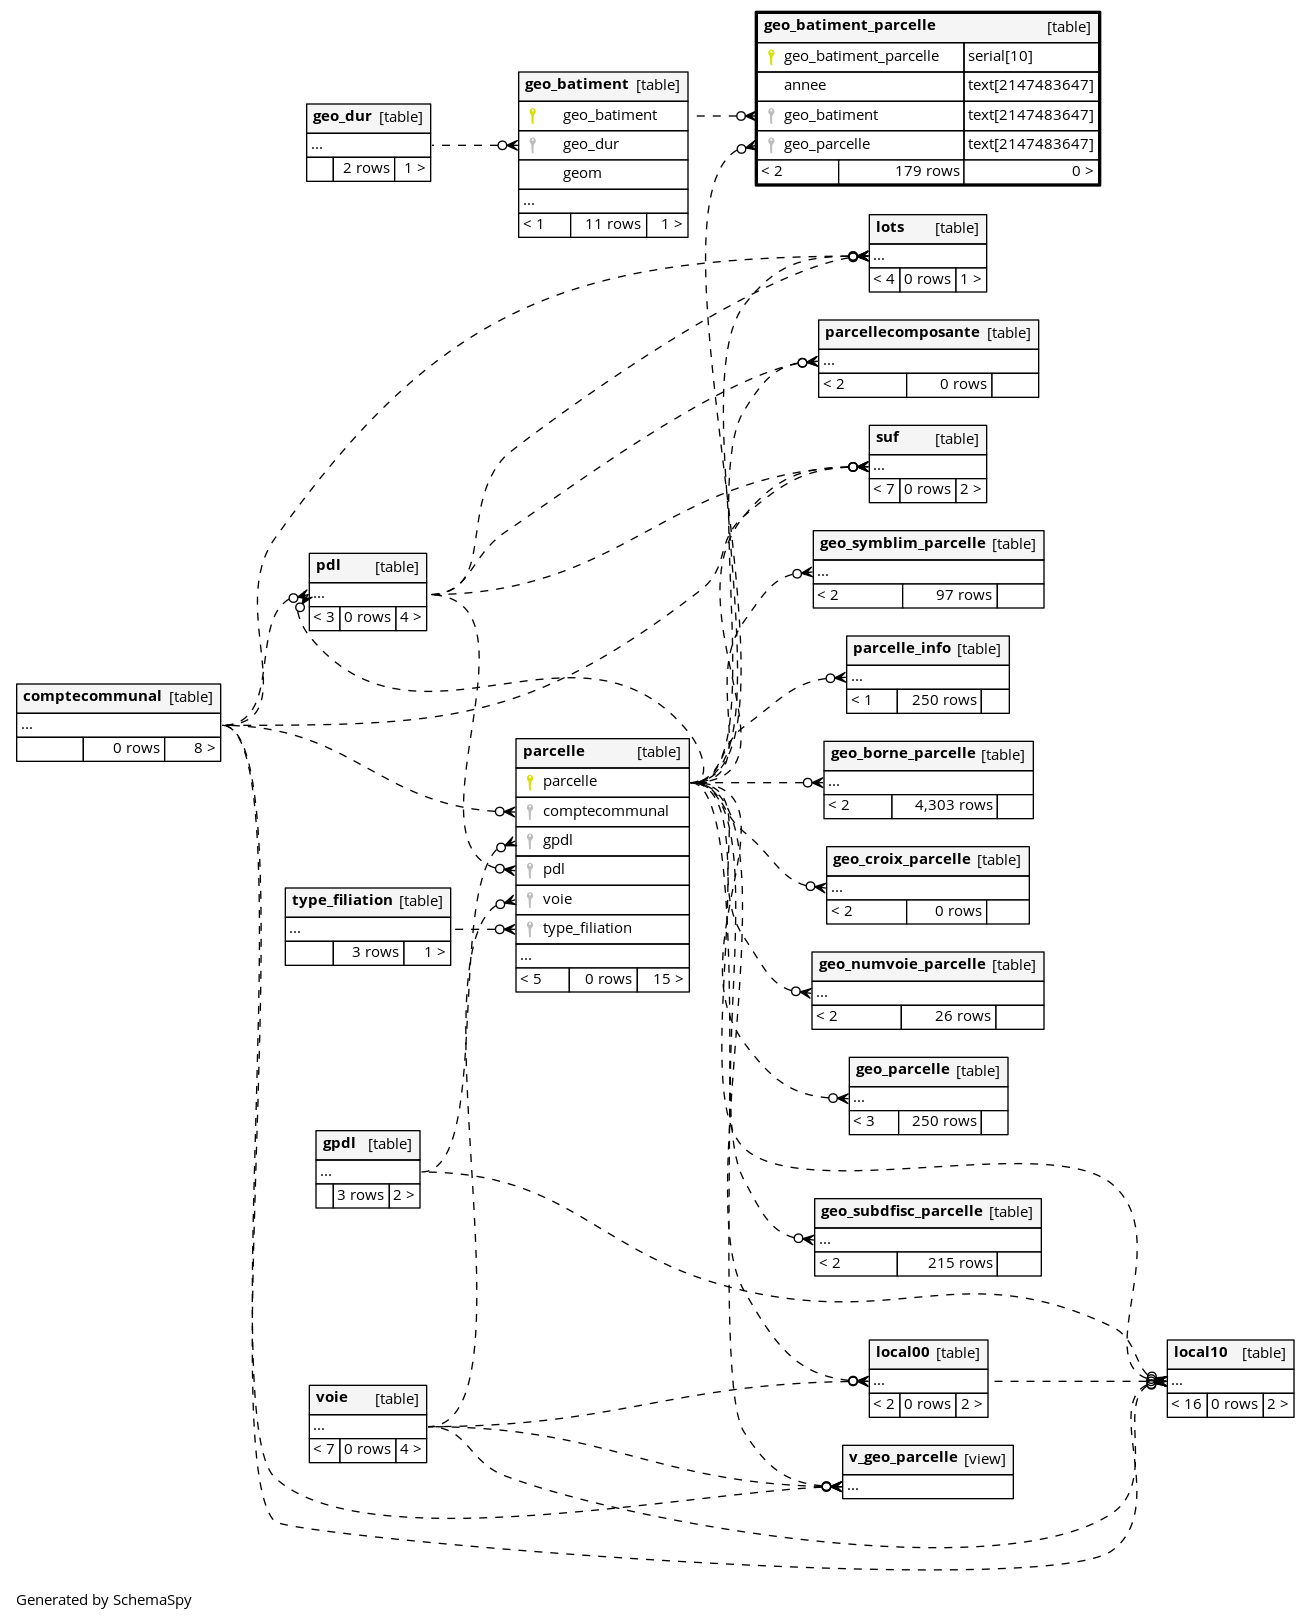 geo_batiment_parcelle [table]
geo_batiment_parcelle serial[10]
annee text[2147483647]
geo_batiment text[2147483647]
geo_parcelle text[2147483647]
< 2 179 rows 0 >
geo_batiment [table]
geo_batiment
geo_dur
geom
...
< 1 11 rows 1 >
geo_dur [table]
...
2 rows 1 >
lots [table]
...
< 4 0 rows 1 >
parcellecomposante [table]
...
< 2 0 rows
suf [table]
...
< 7 0 rows 2 >
geo_symblim_parcelle [table]
...
< 2 97 rows
pdl [table]
...
< 3 0 rows 4 >
parcelle_info [table]
...
< 1 250 rows
comptecommunal [table]
...
0 rows 8 >
parcelle [table]
parcelle
comptecommunal
gpdl
pdl
voie
type_filiation
...
< 5 0 rows 15 >
geo_borne_parcelle [table]
...
< 2 4,303 rows
geo_croix_parcelle [table]
...
< 2 0 rows
type_filiation [table]
...
3 rows 1 >
geo_numvoie_parcelle [table]
...
< 2 26 rows
geo_parcelle [table]
...
< 3 250 rows
gpdl [table]
...
3 rows 2 >
geo_subdfisc_parcelle [table]
...
< 2 215 rows
local00 [table]
...
< 2 0 rows 2 >
local10 [table]
...
< 16 0 rows 2 >
voie [table]
...
< 7 0 rows 4 >
v_geo_parcelle [view]
...
Generated by SchemaSpy